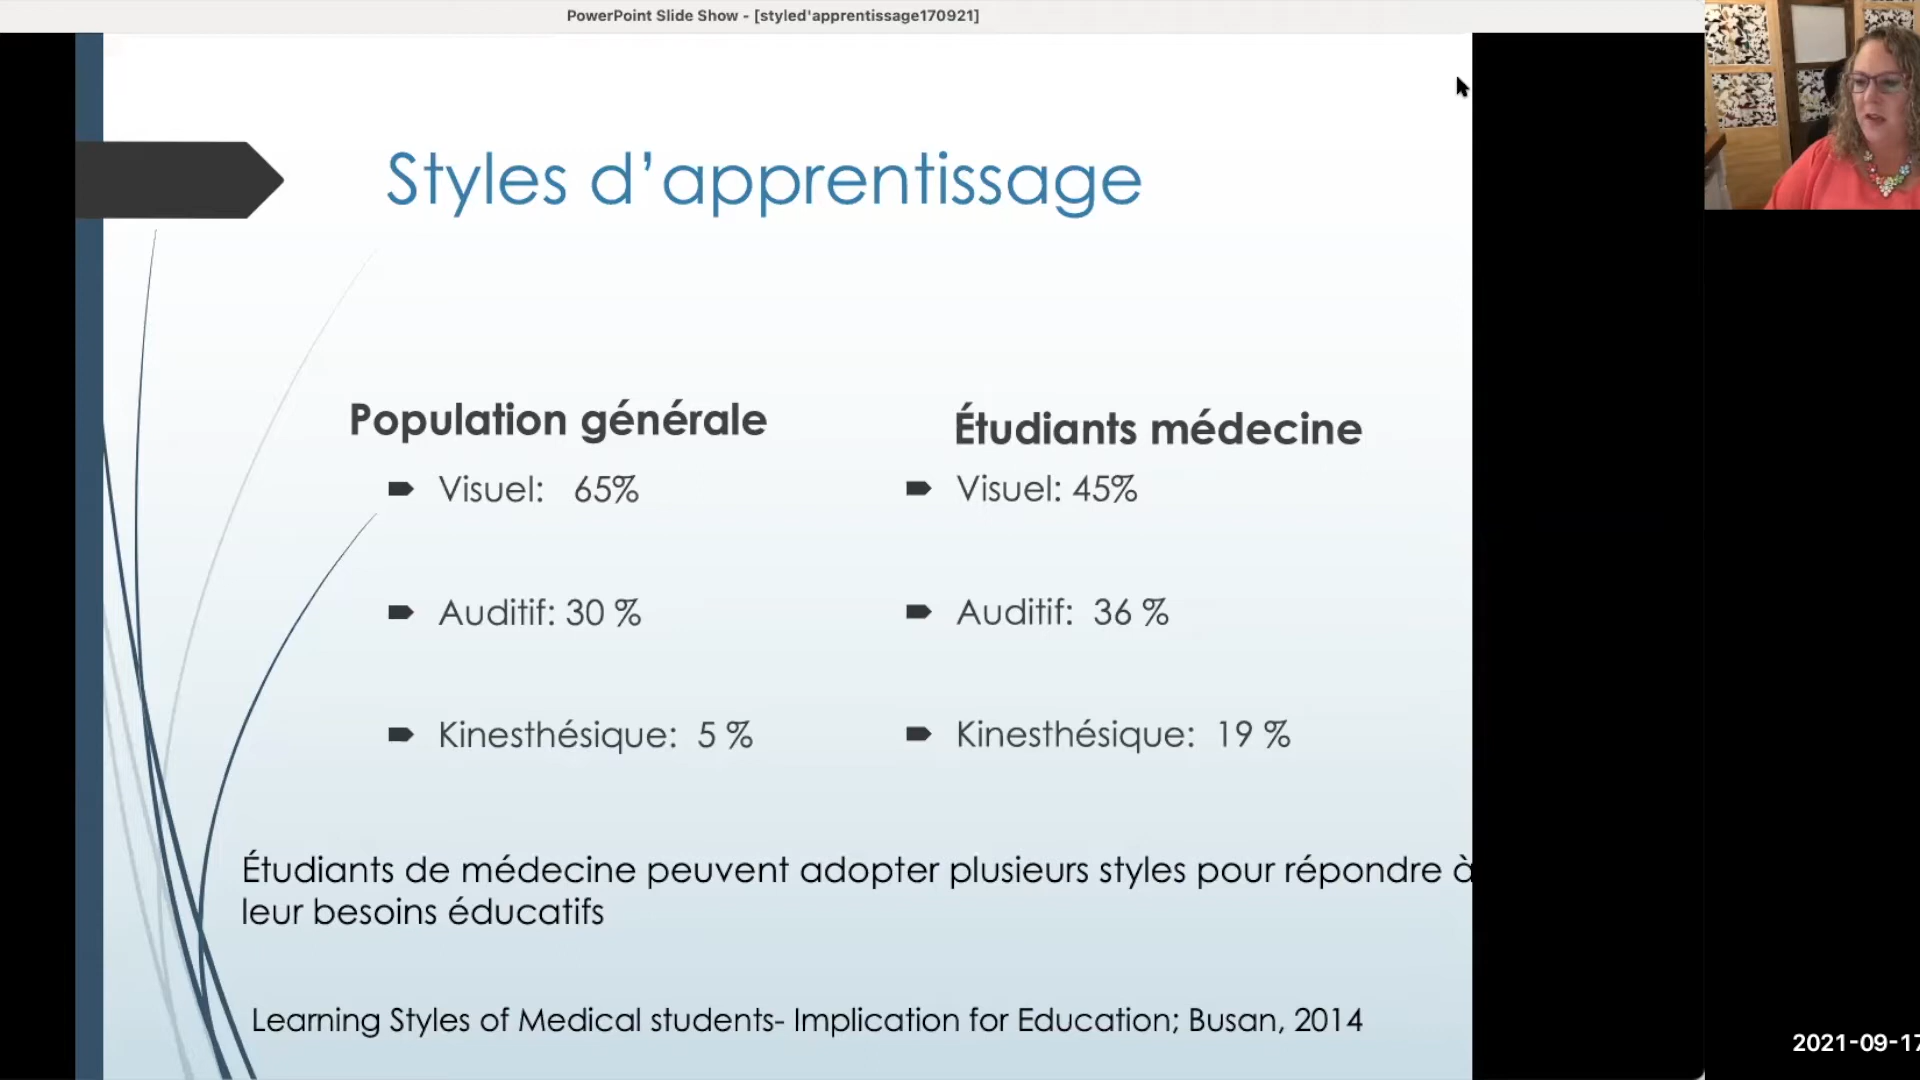 PowerPoint Slide Show - [styled'apprentissage170921]
Styles d’apprentissage
Population générale
Visuel: 65%
Auditif: 30 %
Kinesthésique: 5 %
Étudiants médecine
Visuel: 45%
Auditif: 36 %
Kinesthésique: 19 %
Étudiants de médecine peuvent adopter plusieurs styles pour répondre à
leur besoins éducatifs
Learning Styles of Medical students- Implication for Education; Busan, 2014
2021-09-17